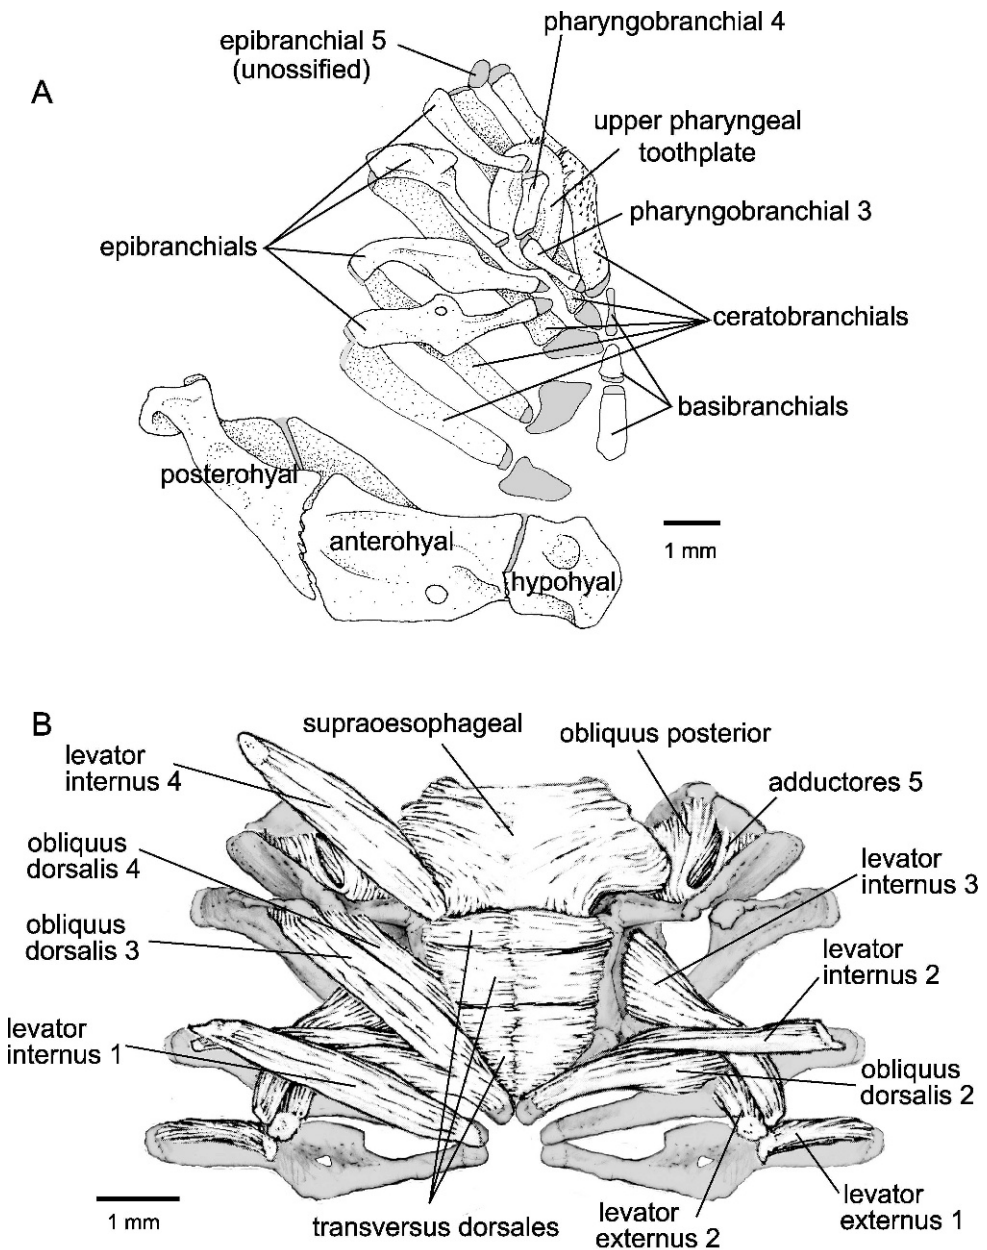 A
epibranchial 5
(unossified)
pharyngobranchial 4
upper pharyngeal
toothplate
pharyngobranchial 3
epibranchials
ceratobranchials
basibranchials
posterohyal
anterohyal
hypohyal
1 mm
B
levator
internus 4
supraoesophageal
obliquus posterior
adductores 5
obliquus
dorsalis 4
levator
internus 3
obliquus
dorsalis 3
levator
internus 2
levator
internus 1
obliquus
dorsalis 2
1 mm
transversus dorsales
levator
externus 2
levator
externus 1